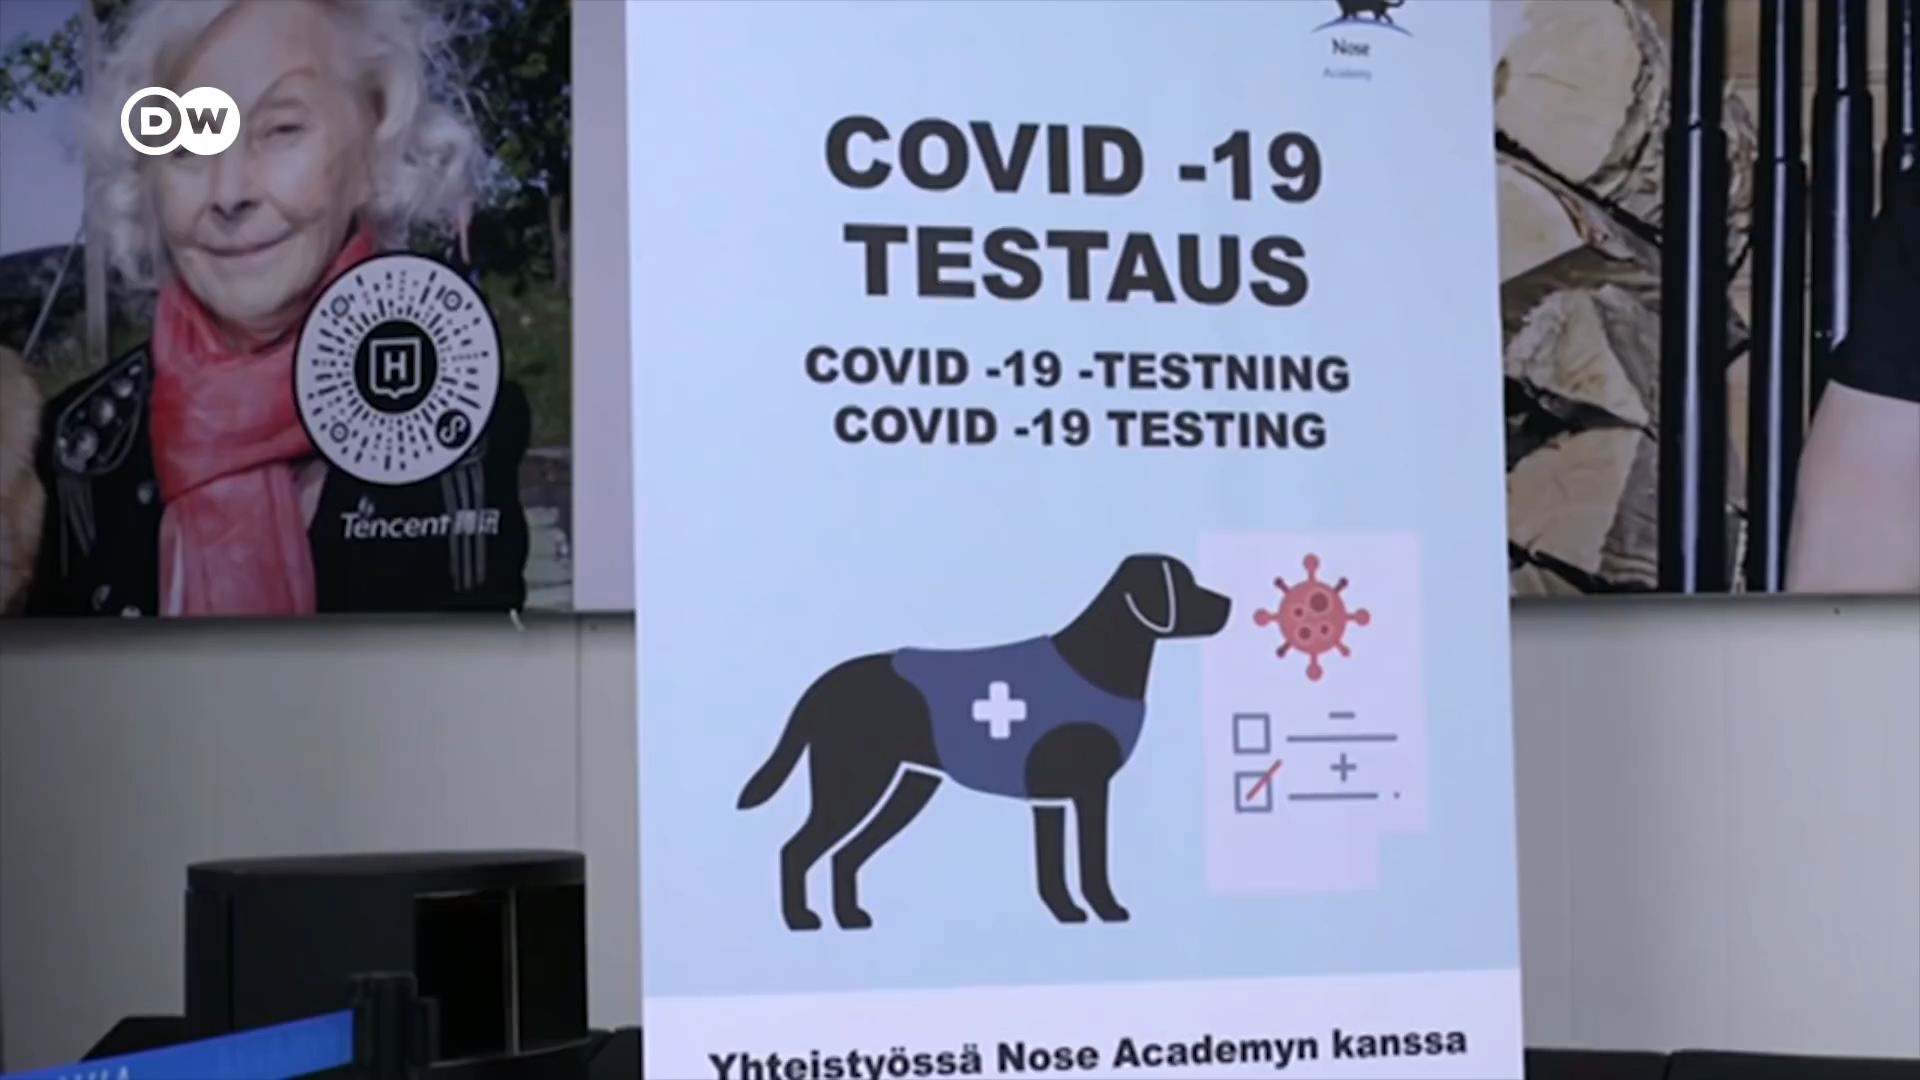 DW
Nose
Academy
COVID -19
TESTAUS
COVID -19 -TESTNING
COVID -19 TESTING
H
Tencent 腾讯
Yhteistyössä Nose Academyn kanssa